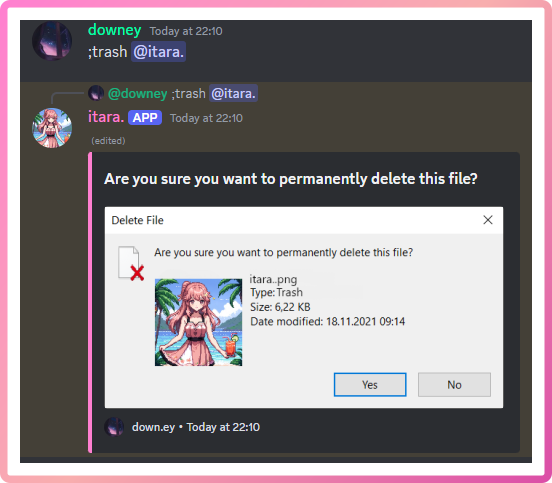 downey Today at 22:10
;trash @itara.
@downey ;trash @itara.
itara. APP Today at 22:10
(edited)
Are you sure you want to permanently delete this file?
Delete File
Are you sure you want to permanently delete this file?
itara..png
Type:Trash
Size: 6,22 KB
Date modified: 18.11.2021 09:14
Yes No
down.ey • Today at 22:10